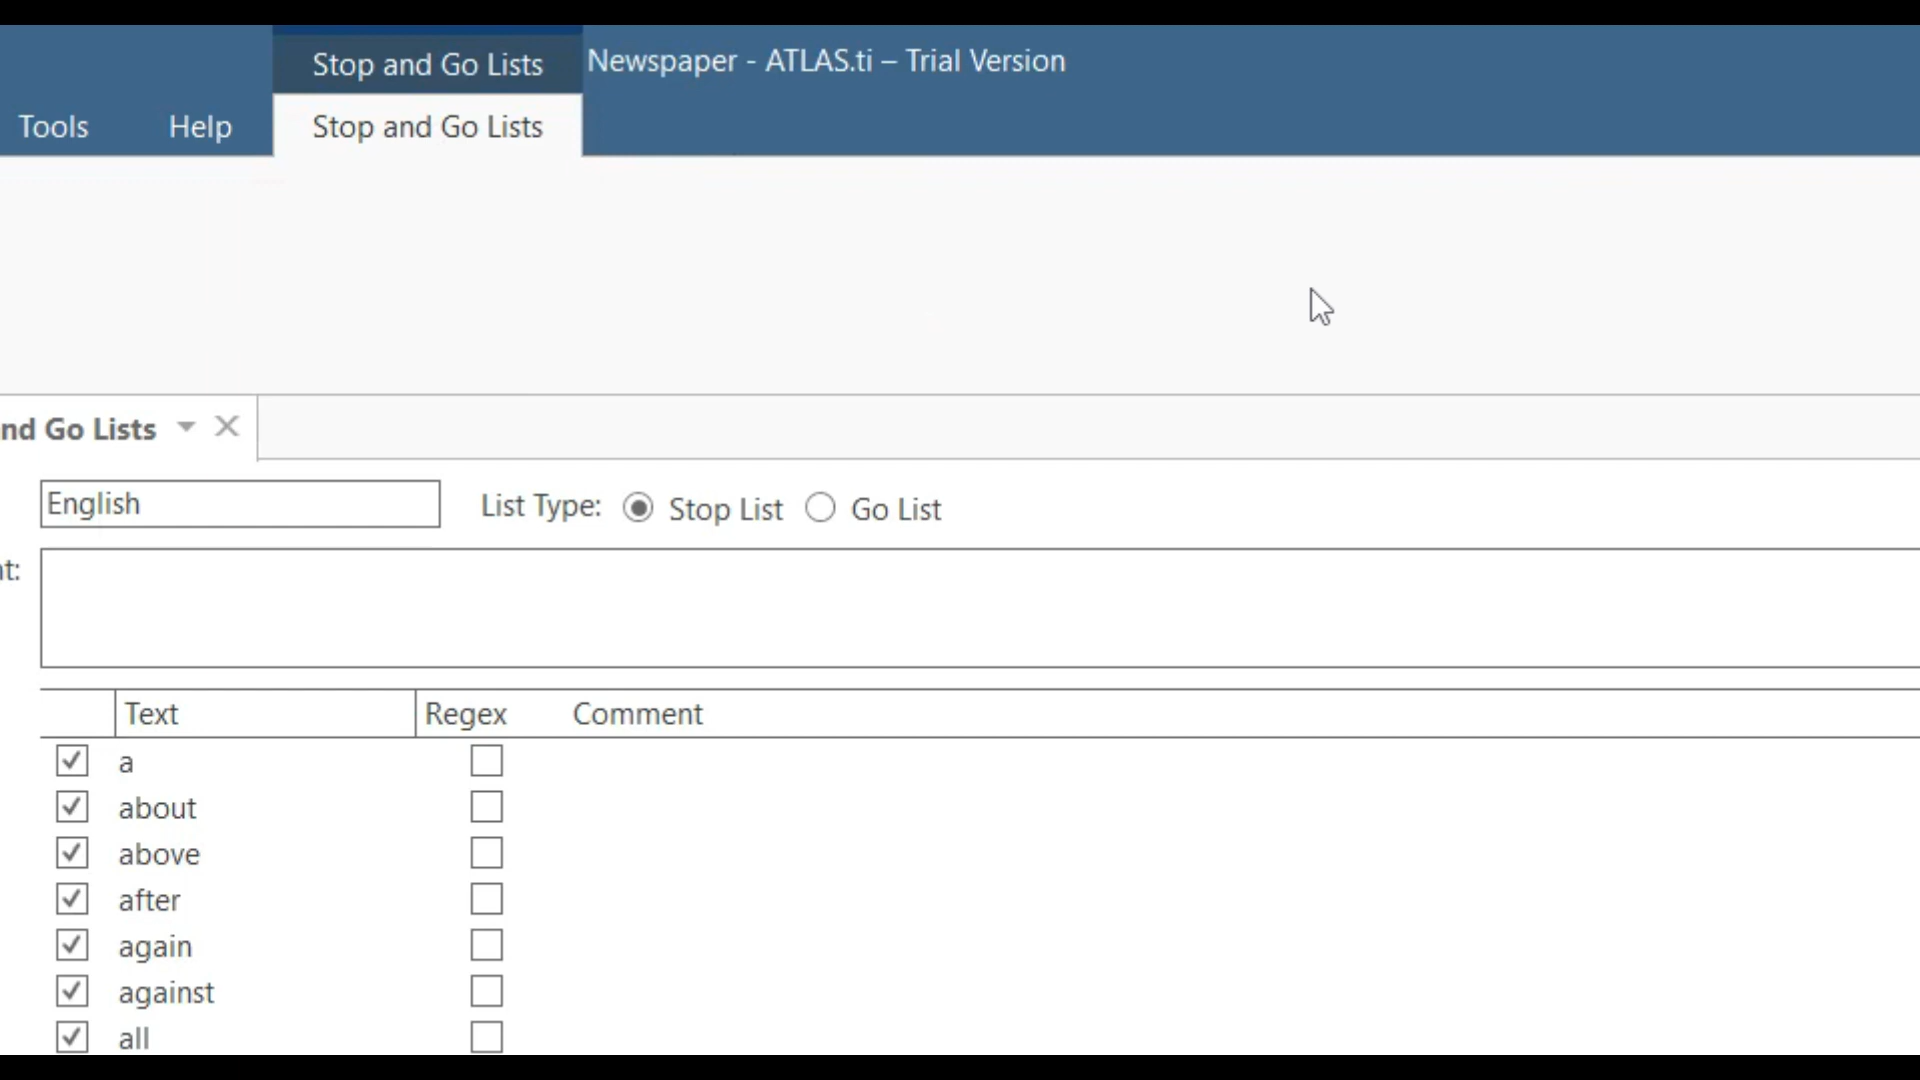 Stop and Go Lists
Newspaper - ATLAS.ti – Trial Version
Tools
Help
Stop and Go Lists
nd Go Lists
English
List Type:
Stop List
Go List
t:
Text
Regex
Comment
a
about
above
after
again
against
all